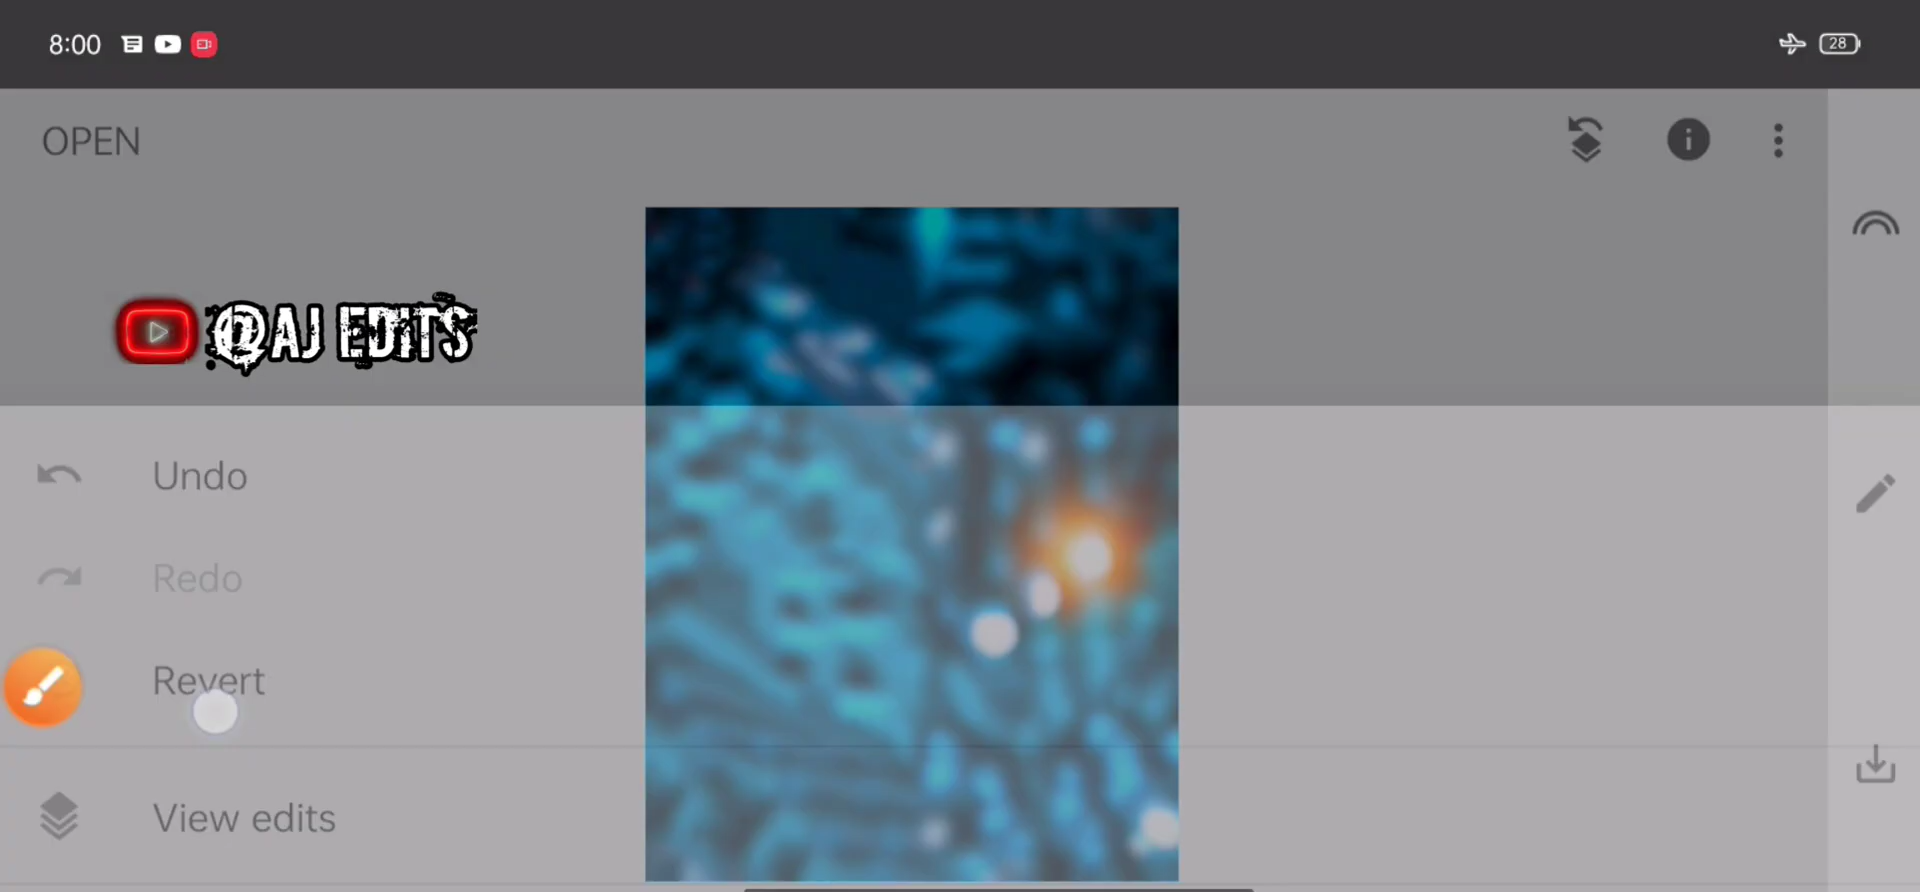 8:00
28
OPEN
@AJ EDITS
Undo
Redo
Revert
View edits